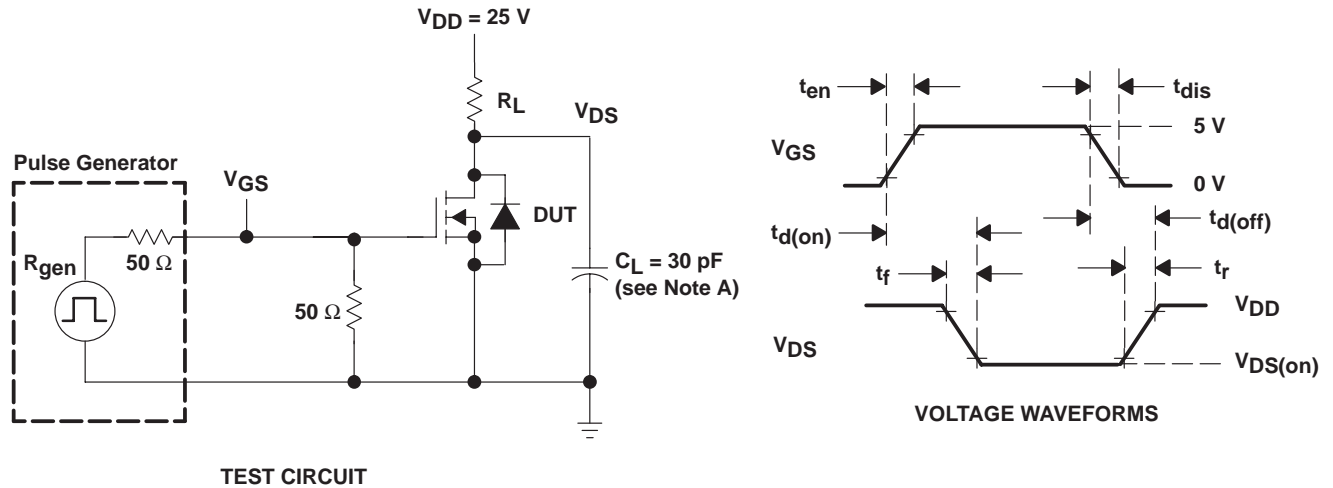 VDD = 25 V
RL
VDS
Pulse Generator
VGS
DUT
Rgen
50 Ω
50 Ω
CL = 30 pF
(see Note A)
TEST CIRCUIT
ten
tdis
5 V
VGS
0 V
td(on)
td(off)
tf
tr
VDD
VDS
VDS(on)
VOLTAGE WAVEFORMS